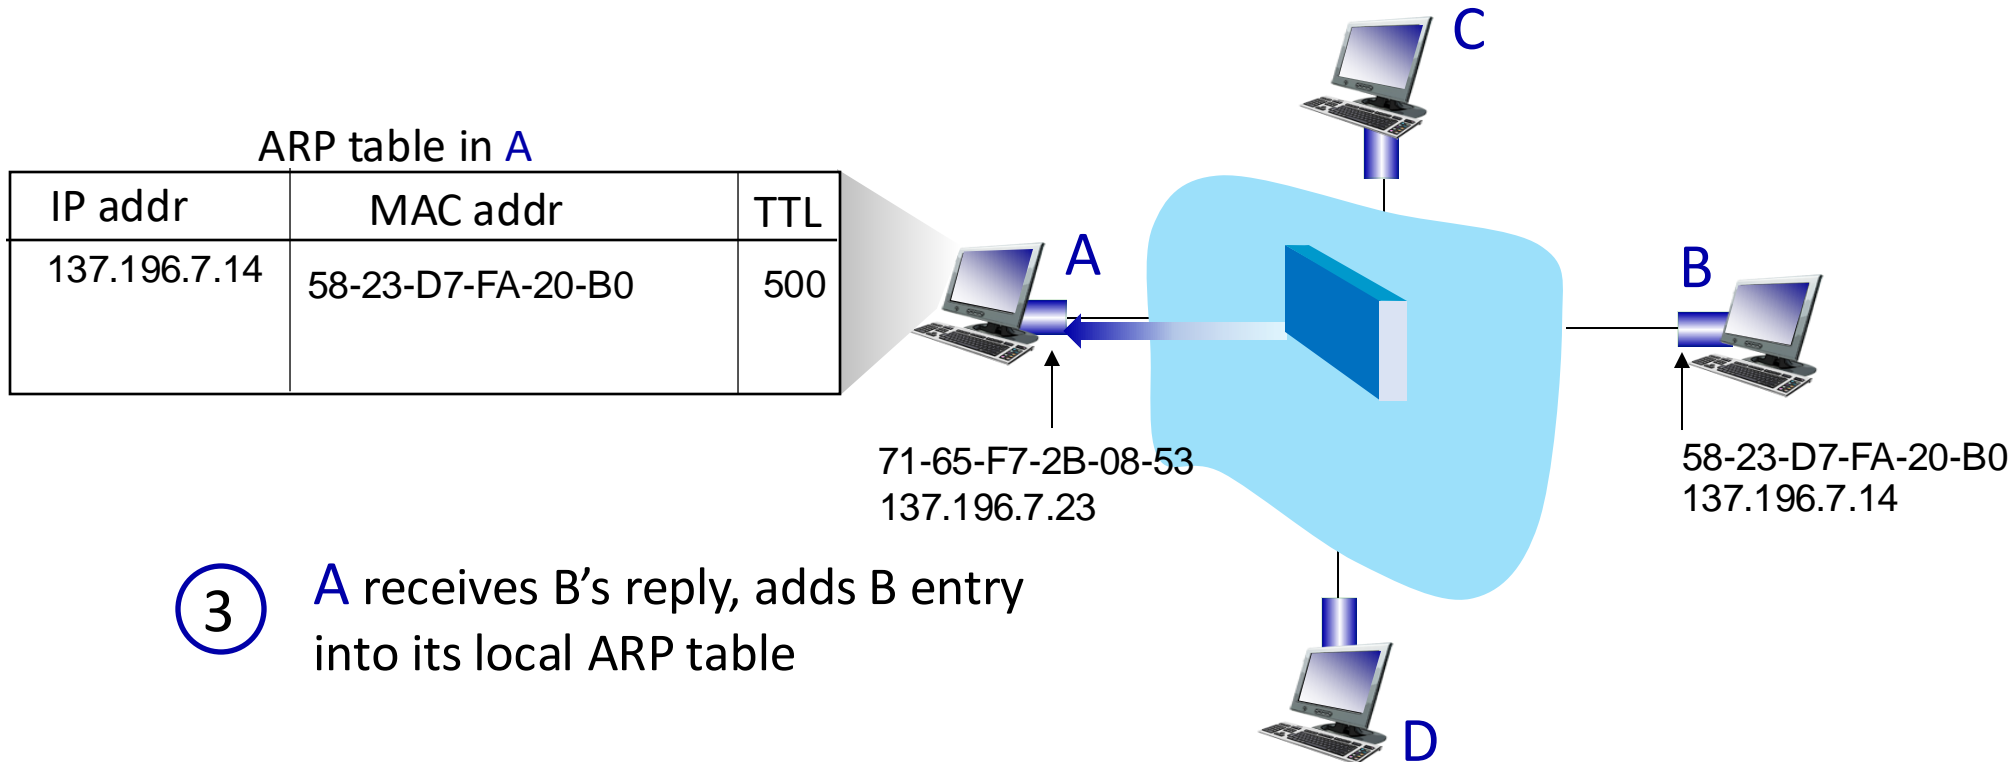 C
ARP table in A
IP addr MAC addr TTL
137.196.7.14 58-23-D7-FA-20-B0 500
A
B
71-65-F7-2B-08-53
137.196.7.23
58-23-D7-FA-20-B0
137.196.7.14
3
A receives B’s reply, adds B entry
into its local ARP table
D